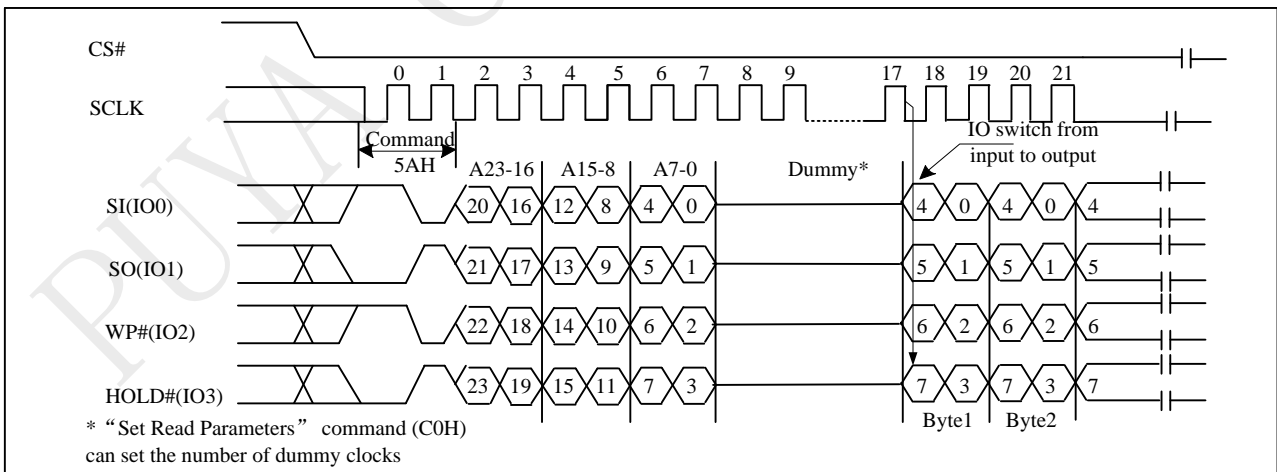 CS#
0 1 2 3 4 5 6 7 8 9 17 18 19 20 21
SCLK
Command
5AH
IO switch from
input to output
A23-16 A15-8 A7-0 Dummy*
SI(IO0) 20 16 12 8 4 0 4 0 4 0 4
SO(IO1) 21 17 13 9 5 1 5 1 5 1 5
WP#(IO2) 22 18 14 10 6 2 6 2 6 2 6
HOLD#(IO3) 23 19 15 11 7 3 7 3 7 3 7
Byte1 Byte2
* “Set Read Parameters” command (C0H)
can set the number of dummy clocks
PUYA